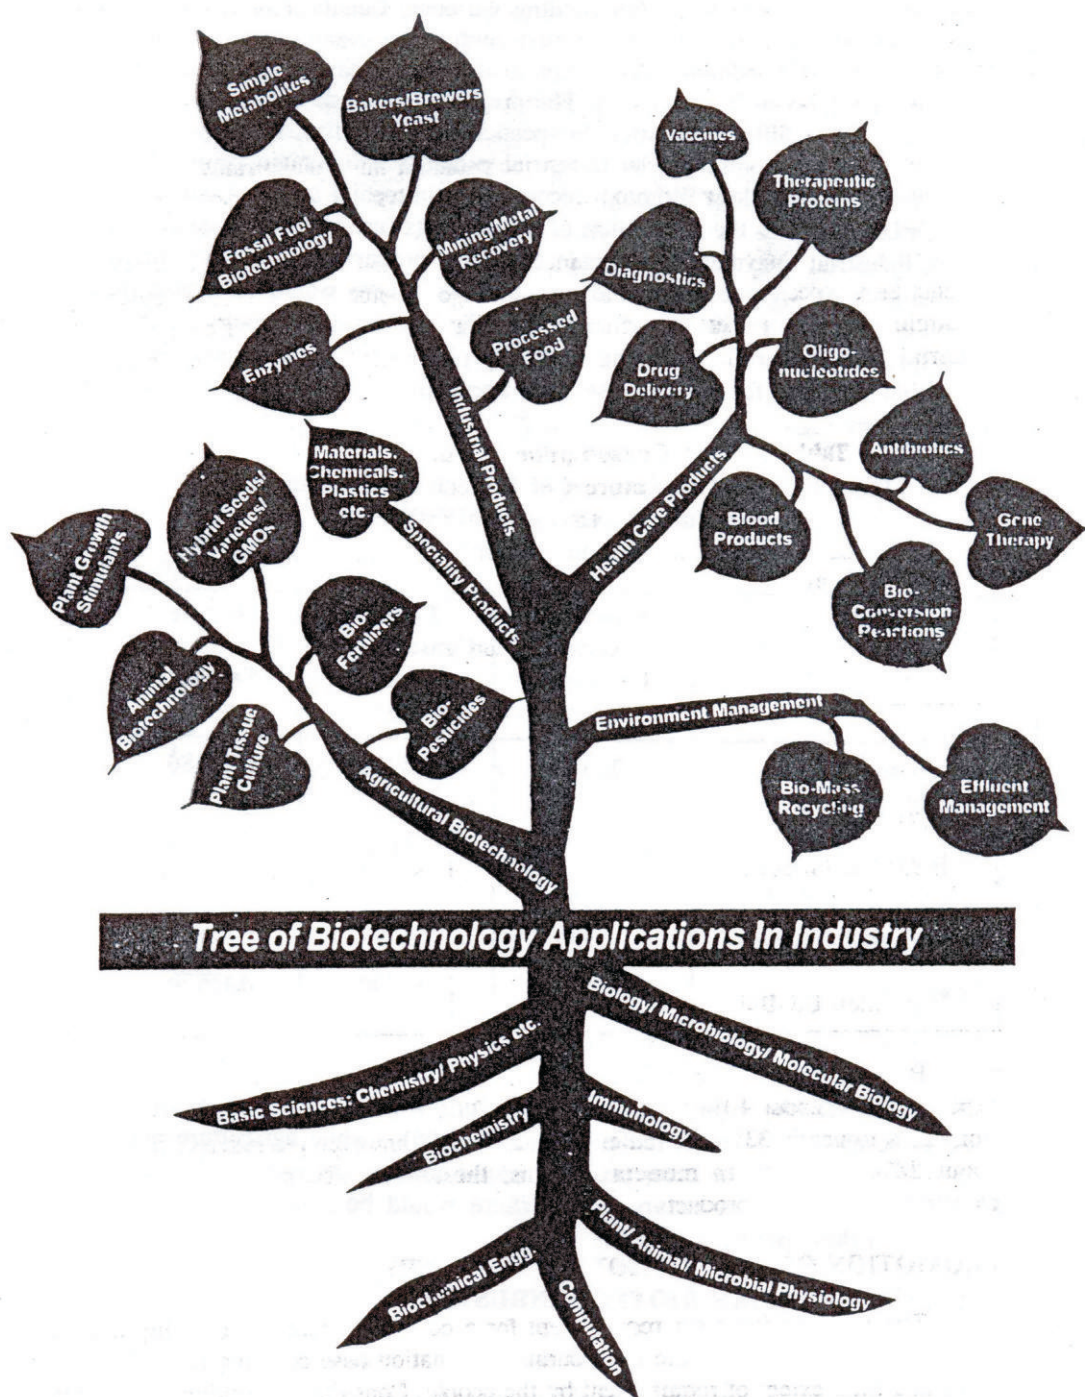 Simple
Metabolites
Bakers/Brewers
Yeast
Vaccines
Therapeutic
Proteins
Fossil Fuel
Biotechnology
Mining/Metal
Recovery
Diagnostics
Enzymes
Processed
Food
Drug
Delivery
Oligo-
nucleotides
Industrial Products
Materials,
Chemicals,
Plastics
etc.
Antibiotics
Hybrid Seeds/
Varieties/
GMOs
Speciality Products
Health Care Products
Blood
Products
Gene
Therapy
Plant Growth
Stimulants
Bio-
Conversion
Reactions
Bio-
Fertilizers
Animal
Biotechnology
Bio-
Pesticides
Plant Tissue
Culture
Environment Management
Agricultural Biotechnology
Bio-Mass
Recycling
Effluent
Management
Tree of Biotechnology Applications In Industry
Biology/ Microbiology/ Molecular Biology
Basic Sciences: Chemistry/ Physics etc.
Immunology
Biochemistry
Plant/ Animal/ Microbial Physiology
Biochemical Engg.
Computation